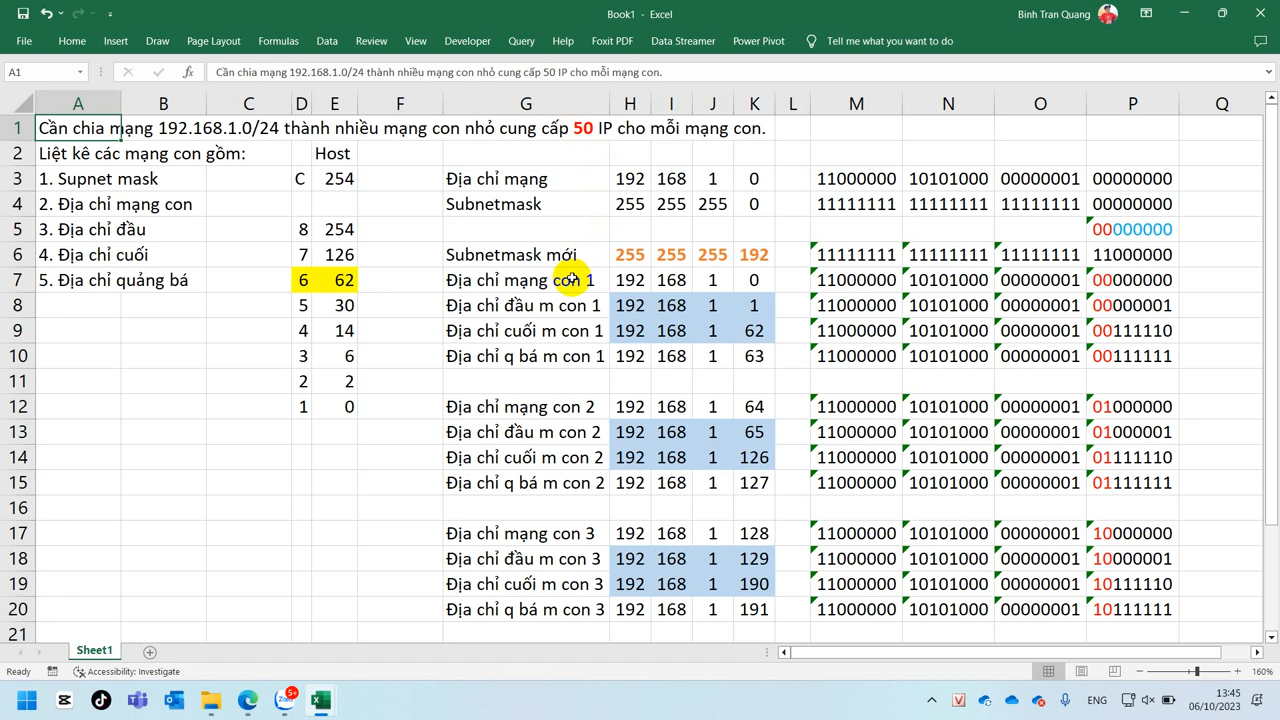 Book1 - Excel
Binh Tran Quang
File Home Insert Draw Page Layout Formulas Data Review View Developer Query Help Foxit PDF Data Streamer Power Pivot Tell me what you want to do
A1 fx Cần chia mạng 192.168.1.0/24 thành nhiều mạng con nhỏ cung cấp 50 IP cho mỗi mạng con.
A B C D E F G H I J K L M N O P Q
1 Cần chia mạng 192.168.1.0/24 thành nhiều mạng con nhỏ cung cấp 50 IP cho mỗi mạng con.
2 Liệt kê các mạng con gồm: Host
3 1. Supnet mask C 254 Địa chỉ mạng 192 168 1 0 11000000 10101000 00000001 00000000
4 2. Địa chỉ mạng con Subnetmask 255 255 255 0 11111111 11111111 11111111 00000000
5 3. Địa chỉ đầu 8 254 00000000
6 4. Địa chỉ cuối 7 126 Subnetmask mới 255 255 255 192 11111111 11111111 11111111 11000000
7 5. Địa chỉ quảng bá 6 62 Địa chỉ mạng con 1 192 168 1 0 11000000 10101000 00000001 00000000
8 5 30 Địa chỉ đầu m con 1 192 168 1 1 11000000 10101000 00000001 00000001
9 4 14 Địa chỉ cuối m con 1 192 168 1 62 11000000 10101000 00000001 00111110
10 3 6 Địa chỉ q bá m con 1 192 168 1 63 11000000 10101000 00000001 00111111
11 2 2
12 1 0 Địa chỉ mạng con 2 192 168 1 64 11000000 10101000 00000001 01000000
13 Địa chỉ đầu m con 2 192 168 1 65 11000000 10101000 00000001 01000001
14 Địa chỉ cuối m con 2 192 168 1 126 11000000 10101000 00000001 01111110
15 Địa chỉ q bá m con 2 192 168 1 127 11000000 10101000 00000001 01111111
16
17 Địa chỉ mạng con 3 192 168 1 128 11000000 10101000 00000001 10000000
18 Địa chỉ đầu m con 3 192 168 1 129 11000000 10101000 00000001 10000001
19 Địa chỉ cuối m con 3 192 168 1 190 11000000 10101000 00000001 10111110
20 Địa chỉ q bá m con 3 192 168 1 191 11000000 10101000 00000001 10111111
21
Sheet1
Ready Accessibility: Investigate 160%
Zalo 5+ ENG 13:45
06/10/2023